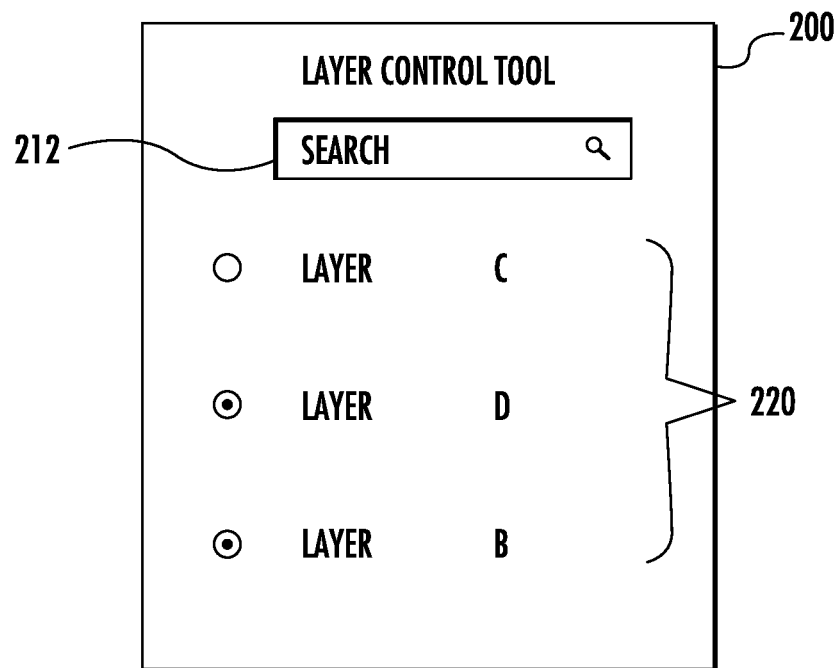 200
LAYER CONTROL TOOL
212
SEARCH
LAYER C
LAYER D
220
LAYER B